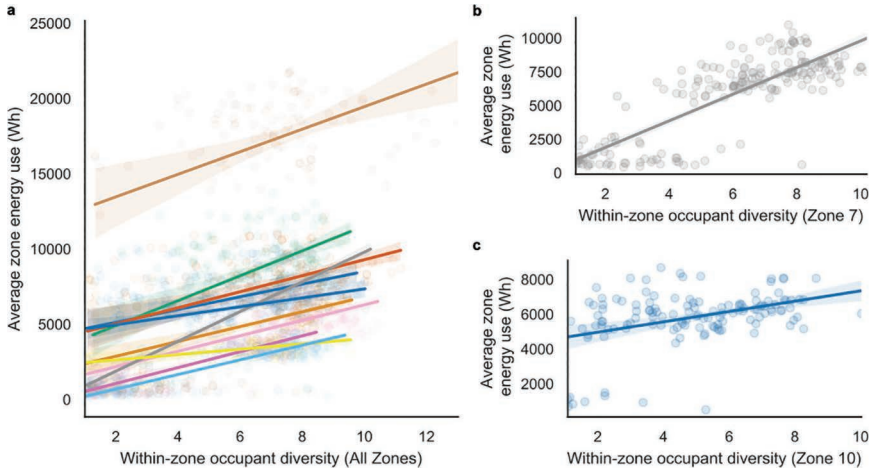 a
25000
20000
15000
10000
5000
0
Average zone energy use (Wh)
2 4 6 8 10 12
Within-zone occupant diversity (All Zones)
b
10000
7500
5000
2500
0
Average zone
energy use (Wh)
2 4 6 8 10
Within-zone occupant diversity (Zone 7)
c
8000
6000
4000
2000
Average zone
energy use (Wh)
2 4 6 8 10
Within-zone occupant diversity (Zone 10)